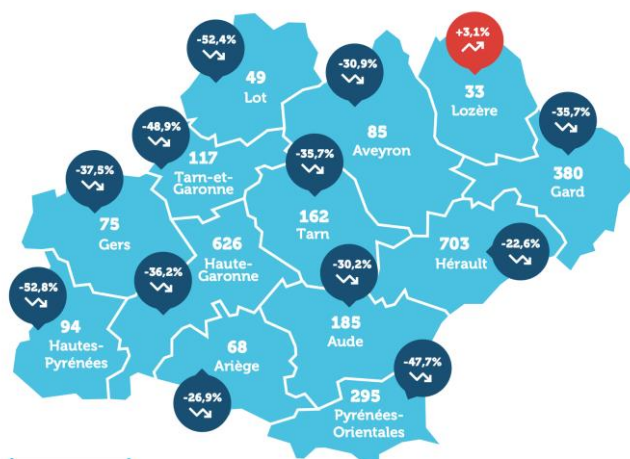 -52,4%
49
Lot
-30,9%
85
Aveyron
+3,1%
33
Lozère
-35,7%
380
Gard
-48,9%
117
Tarn-et-
Garonne
-35,7%
162
Tarn
-37,5%
75
Gers
-36,2%
626
Haute-
Garonne
703
Hérault
-22,6%
-52,8%
94
Hautes-
Pyrénées
-30,2%
185
Aude
68
Ariège
-26,9%
-47,7%
295
Pyrénées-
Orientales